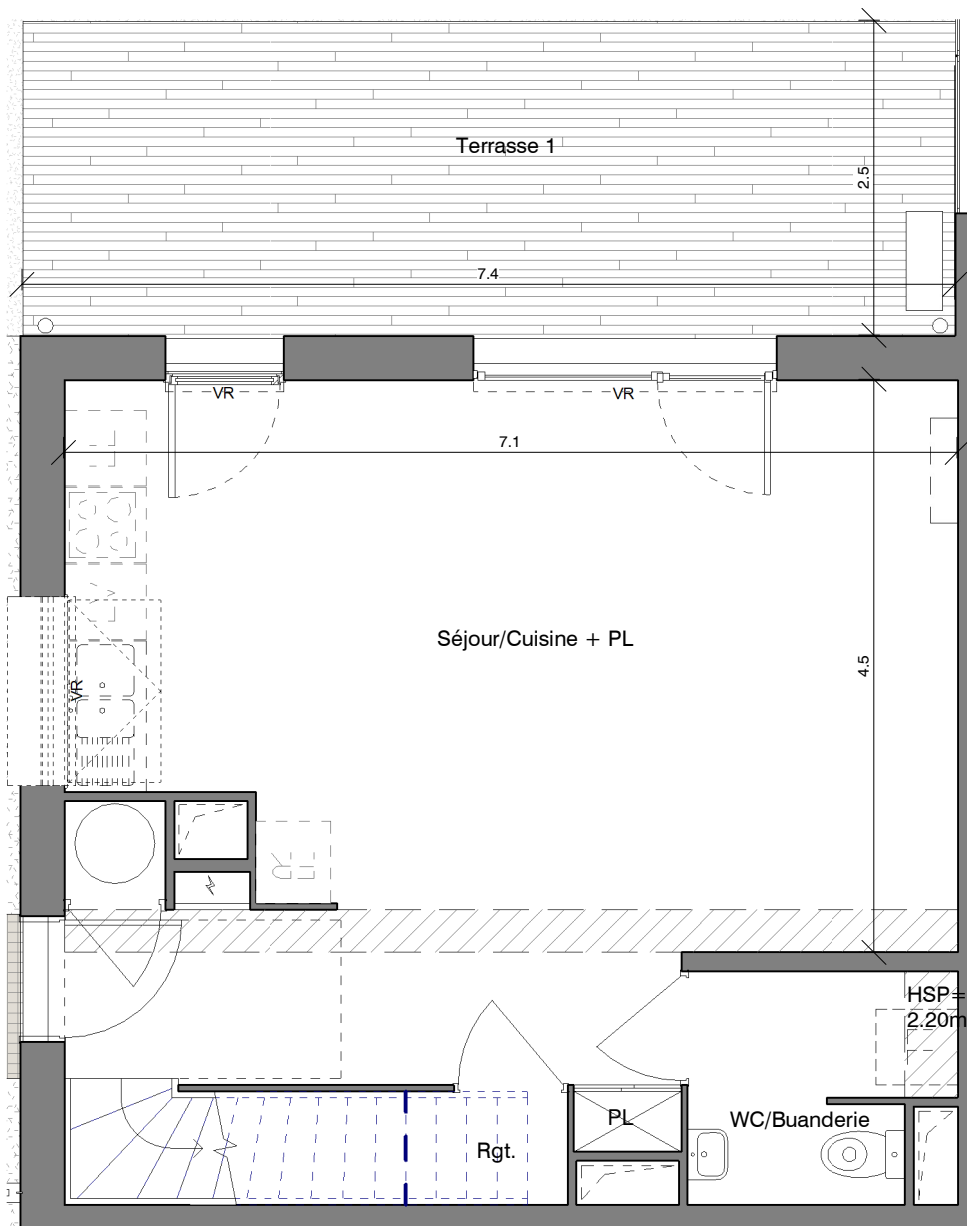 Terrasse 1
2.5
7.4
VR
VR
7.1
Séjour/Cuisine + PL
4.5
VR
HSP=
2.20m
PL
WC/Buanderie
Rgt.